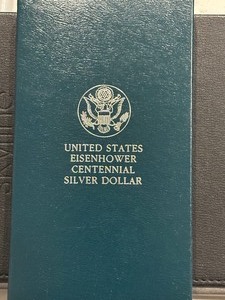 UNITED STATES
EISENHOWER
CENTENNIAL
SILVER DOLLAR